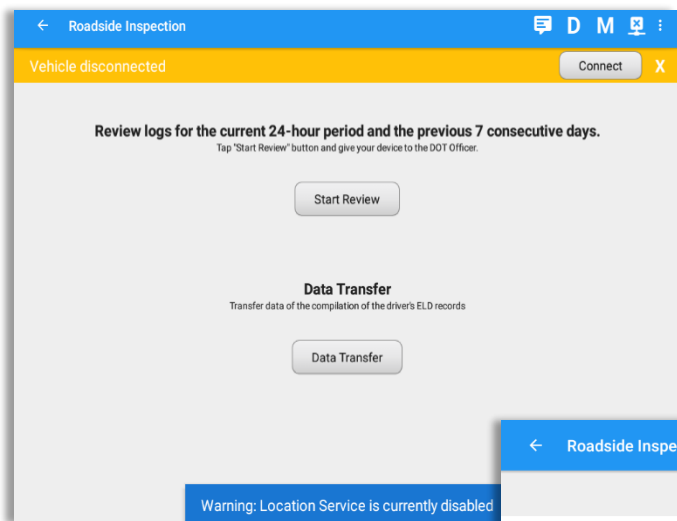 Roadside Inspection D M
Vehicle disconnected Connect X
Review logs for the current 24-hour period and the previous 7 consecutive days.
Tap "Start Review" button and give your device to the DOT Officer.
Start Review
Data Transfer
Transfer data of the compilation of the driver's ELD records
Data Transfer
Roadside Inspe
Warning: Location Service is currently disabled